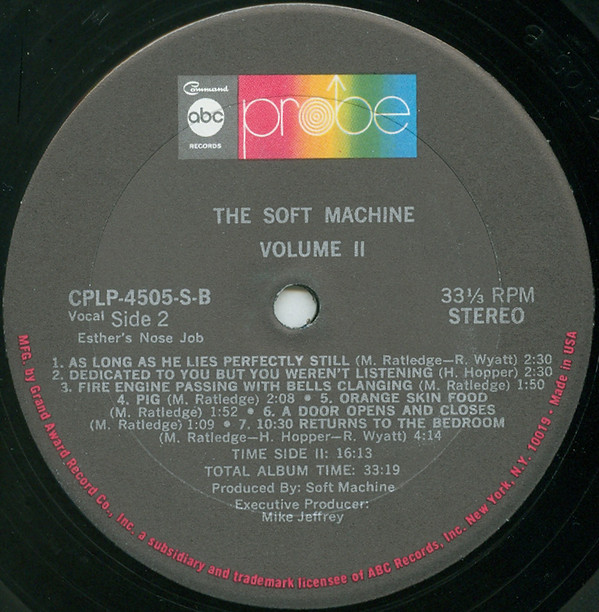 Command
abc
RECORDS
probe
THE SOFT MACHINE
VOLUME II
CPLP-4505-S-B
Vocal Side 2
33⅓ RPM
STEREO
Esther's Nose Job
1. AS LONG AS HE LIES PERFECTLY STILL (M. Ratledge—R. Wyatt) 2:30
2. DEDICATED TO YOU BUT YOU WEREN'T LISTENING (H. Hopper) 2:30
3. FIRE ENGINE PASSING WITH BELLS CLANGING (M. Ratledge) 1:50
4. PIG (M. Ratledge) 2:08 • 5. ORANGE SKIN FOOD
(M. Ratledge) 1:52 • 6. A DOOR OPENS AND CLOSES
(M. Ratledge) 1:09 • 7. 10:30 RETURNS TO THE BEDROOM
(M. Ratledge—H. Hopper—R. Wyatt) 4:14
TIME SIDE II: 16:13
TOTAL ALBUM TIME: 33:19
Produced By: Soft Machine
Executive Producer:
Mike Jeffrey
MFG. by Grand Award Record Co., Inc. a subsidiary and trademark licensee of ABC Records, Inc. New York, N.Y. 10019 • Made in USA